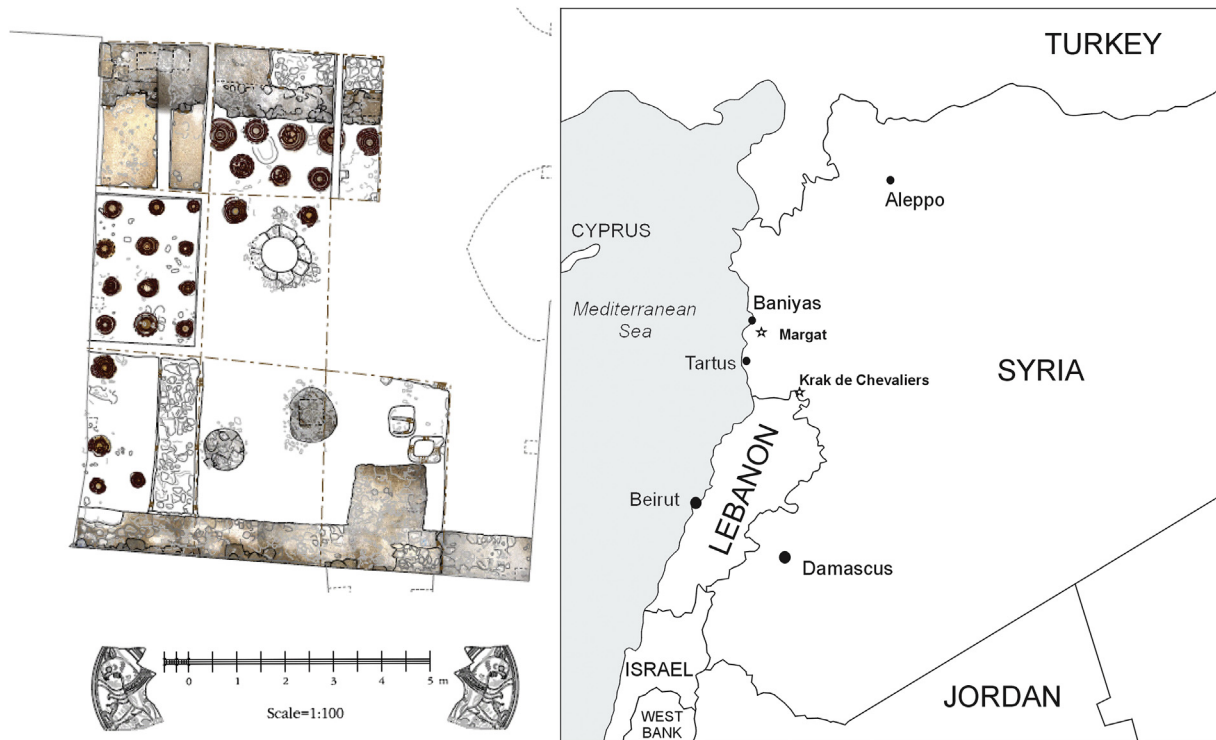 0 1 2 3 4 5 m
Scale=1:100
TURKEY
Aleppo
CYPRUS
Mediterranean
Sea
Baniyas
Margat
Tartus
Krak de Chevaliers
SYRIA
LEBANON
Beirut
Damascus
ISRAEL
WEST
BANK
JORDAN